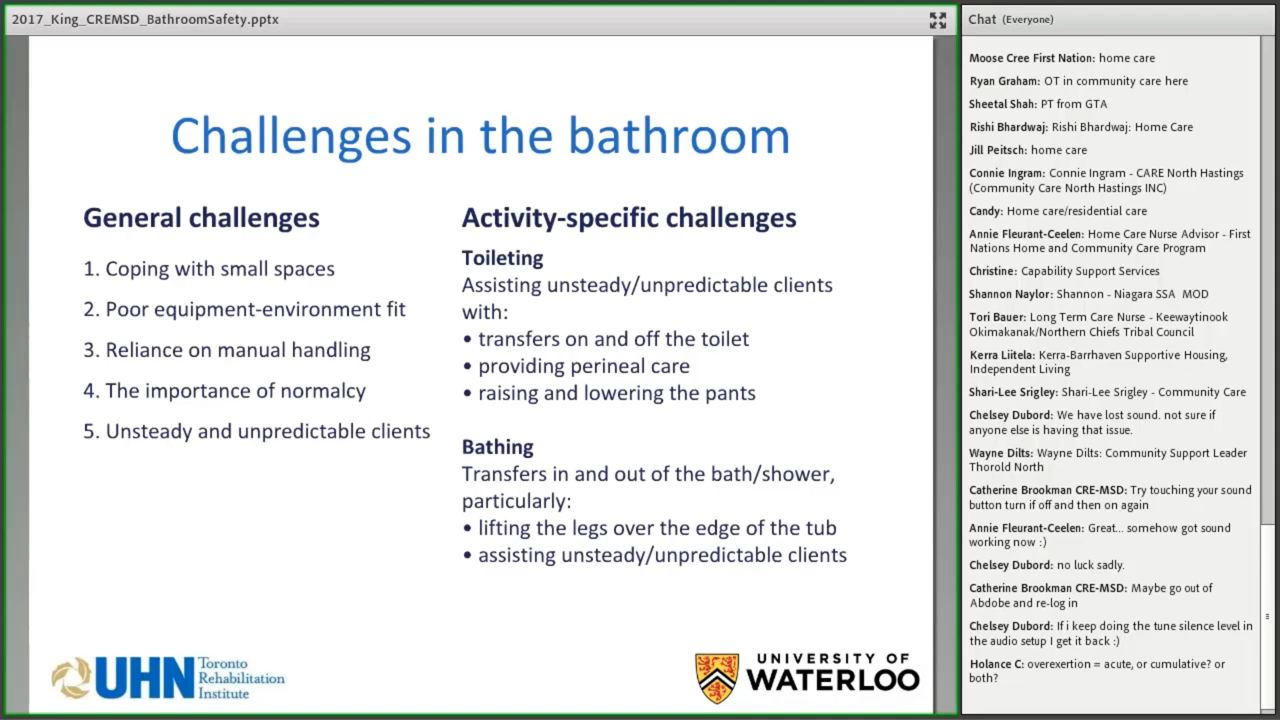 2017_King_CREMSD_BathroomSafety.pptx
Challenges in the bathroom
General challenges
1. Coping with small spaces
2. Poor equipment-environment fit
3. Reliance on manual handling
4. The importance of normalcy
5. Unsteady and unpredictable clients
Activity-specific challenges
Toileting
Assisting unsteady/unpredictable clients
with:
• transfers on and off the toilet
• providing perineal care
• raising and lowering the pants
Bathing
Transfers in and out of the bath/shower,
particularly:
• lifting the legs over the edge of the tub
• assisting unsteady/unpredictable clients
UHN Toronto
Rehabilitation
Institute
UNIVERSITY OF
WATERLOO
Chat (Everyone)
Moose Cree First Nation: home care
Ryan Graham: OT in community care here
Sheetal Shah: PT from GTA
Rishi Bhardwaj: Rishi Bhardwaj: Home Care
Jill Peitsch: home care
Connie Ingram: Connie Ingram - CARE North Hastings
(Community Care North Hastings INC)
Candy: Home care/residential care
Annie Fleurant-Ceelen: Home Care Nurse Advisor - First
Nations Home and Community Care Program
Christine: Capability Support Services
Shannon Naylor: Shannon - Niagara SSA MOD
Tori Bauer: Long Term Care Nurse - Keewaytinook
Okimakanak/Northern Chiefs Tribal Council
Kerra Liitela: Kerra-Barrhaven Supportive Housing,
Independent Living
Shari-Lee Srigley: Shari-Lee Srigley - Community Care
Chelsey Dubord: We have lost sound. not sure if
anyone else is having that issue.
Wayne Dilts: Wayne Dilts: Community Support Leader
Thorold North
Catherine Brookman CRE-MSD: Try touching your sound
button turn if off and then on again
Annie Fleurant-Ceelen: Great... somehow got sound
working now :)
Chelsey Dubord: no luck sadly.
Catherine Brookman CRE-MSD: Maybe go out of
Abdobe and re-log in
Chelsey Dubord: If i keep doing the tune silence level in
the audio setup I get it back :)
Holance C: overexertion = acute, or cumulative? or
both?